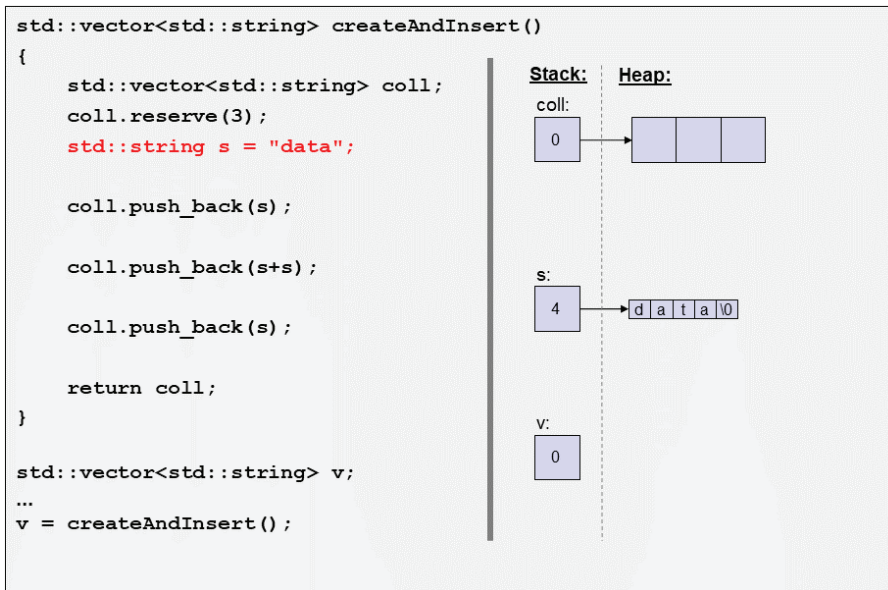 std::vector<std::string> createAndInsert()
{
std::vector<std::string> coll;
coll.reserve(3);
std::string s = "data";
coll.push_back(s);
coll.push_back(s+s);
coll.push_back(s);
return coll;
}
std::vector<std::string> v;
...
v = createAndInsert();
Stack: Heap:
coll:
0
s:
4 d a t a \0
v:
0